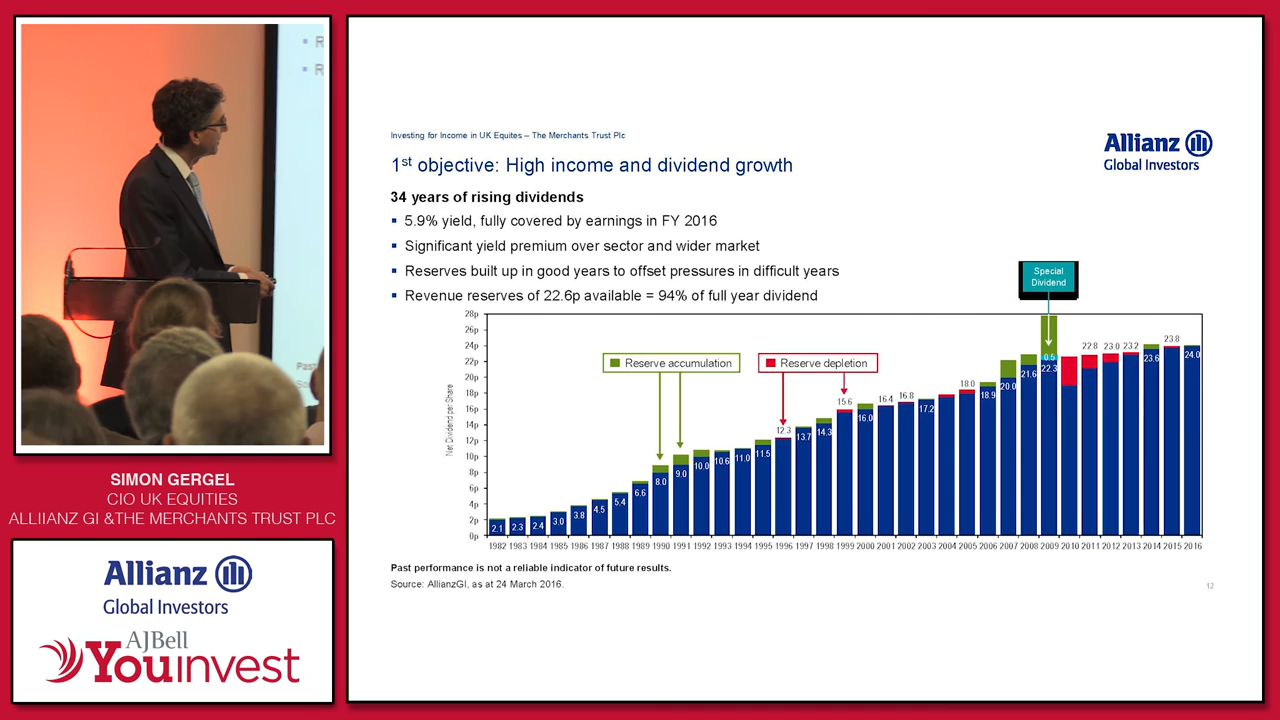 R
R
Past
SIMON GERGEL
CIO UK EQUITIES
ALLIIANZ GI &THE MERCHANTS TRUST PLC
Allianz
Global Investors
AJBell
Youinvest
Investing for Income in UK Equites – The Merchants Trust Plc
Allianz
Global Investors
1st objective: High income and dividend growth
34 years of rising dividends
5.9% yield, fully covered by earnings in FY 2016
Significant yield premium over sector and wider market
Reserves built up in good years to offset pressures in difficult years
Revenue reserves of 22.6p available = 94% of full year dividend
Special
Dividend
Reserve accumulation
Reserve depletion
Net Dividend per Share
28p
26p
24p
22p
20p
18p
16p
14p
12p
10p
8p
6p
4p
2p
0p
2.1 2.3 2.4 3.0 3.8 4.5 5.4 6.6 8.0 9.0 10.0 10.6 11.0 11.5 12.3 13.7 14.3 15.6 16.0 16.4 16.8 17.2 18.0 18.9 20.0 21.6 22.3 0.5 22.8 23.0 23.2 23.6 23.8 24.0
1982 1983 1984 1985 1986 1987 1988 1989 1990 1991 1992 1993 1994 1995 1996 1997 1998 1999 2000 2001 2002 2003 2004 2005 2006 2007 2008 2009 2010 2011 2012 2013 2014 2015 2016
Past performance is not a reliable indicator of future results.
Source: AllianzGI, as at 24 March 2016.
12